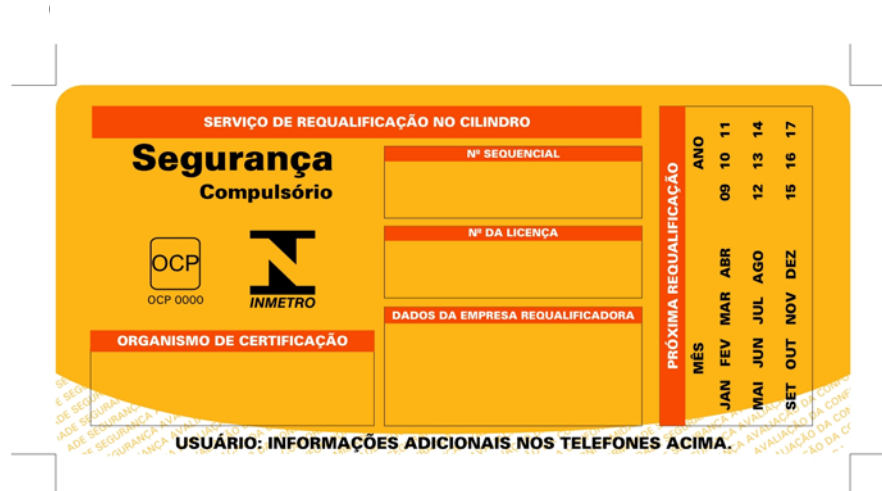 SERVIÇO DE REQUALIFICAÇÃO NO CILINDRO
Segurança
Compulsório
OCP
OCP 0000
INMETRO
ORGANISMO DE CERTIFICAÇÃO
Nº SEQUENCIAL
Nº DA LICENÇA
DADOS DA EMPRESA REQUALIFICADORA
PRÓXIMA REQUALIFICAÇÃO
MÊS ANO
JAN FEV MAR ABR 09 10 11
MAI JUN JUL AGO 12 13 14
SET OUT NOV DEZ 15 16 17
USUÁRIO: INFORMAÇÕES ADICIONAIS NOS TELEFONES ACIMA.